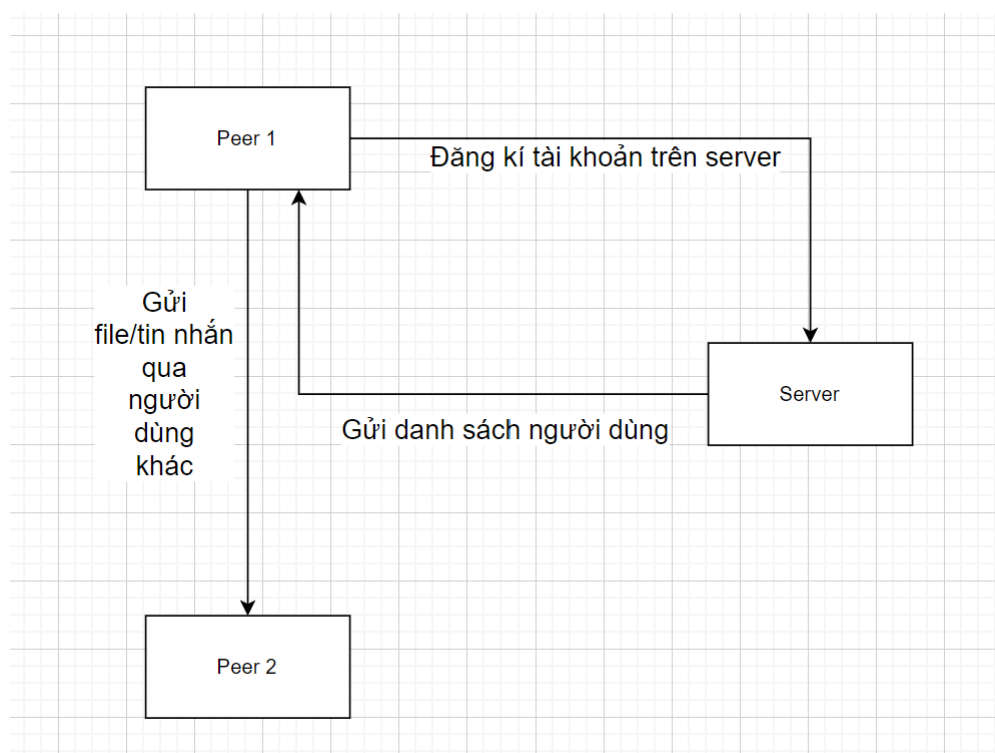 Peer 1
Đăng kí tài khoản trên server
Gửi
file/tin nhắn
qua
người
dùng
khác
Server
Gửi danh sách người dùng
Peer 2